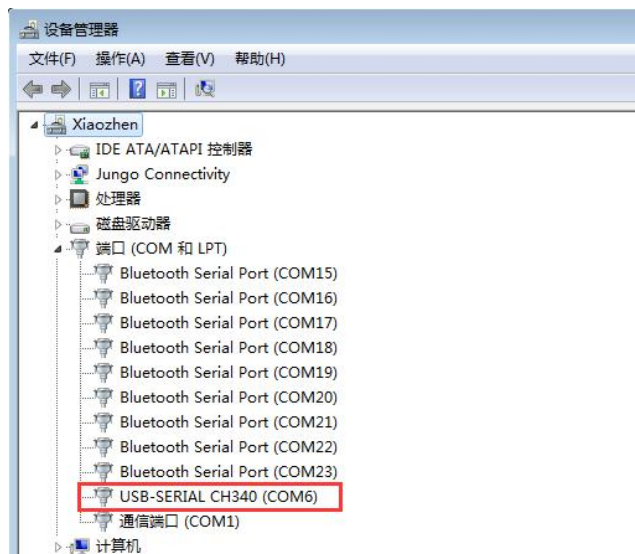 设备管理器
文件(F) 操作(A) 查看(V) 帮助(H)
Xiaozhen
IDE ATA/ATAPI 控制器
Jungo Connectivity
处理器
磁盘驱动器
端口 (COM 和 LPT)
Bluetooth Serial Port (COM15)
Bluetooth Serial Port (COM16)
Bluetooth Serial Port (COM17)
Bluetooth Serial Port (COM18)
Bluetooth Serial Port (COM19)
Bluetooth Serial Port (COM20)
Bluetooth Serial Port (COM21)
Bluetooth Serial Port (COM22)
Bluetooth Serial Port (COM23)
USB-SERIAL CH340 (COM6)
通信端口 (COM1)
计算机